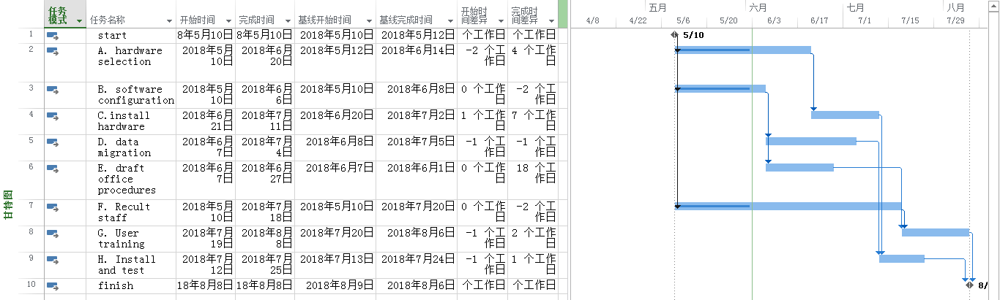 任务
模式
任务名称
开始时间
完成时间
基线开始时间
基线完成时间
开始时
间差异
完成时
间差异
五月
六月
七月
八月
4/8
4/22
5/6
5/20
6/3
6/17
7/1
7/15
7/29
1
start
8年5月10日
8年5月10日
2018年5月10日
2018年5月12日
个工作日
个工作日
5/10
2
A. hardware
selection
2018年5月
10日
2018年6月
20日
2018年5月12日
2018年6月14日
-2 个工
作日
4 个工作
日
3
B. software
configuration
2018年5月
10日
2018年6月
6日
2018年5月10日
2018年6月8日
0 个工作
日
-2 个工
作日
4
C.install
hardware
2018年6月
21日
2018年7月
11日
2018年6月20日
2018年7月2日
1 个工作
日
7 个工作
日
5
D. data
migration
2018年6月
7日
2018年7月
4日
2018年6月8日
2018年7月5日
-1 个工
作日
-1 个工
作日
6
E. draft
office
procedures
2018年6月
7日
2018年6月
27日
2018年6月7日
2018年6月1日
0 个工作
日
18 个工
作日
甘特图
7
F. Recult
staff
2018年5月
10日
2018年7月
18日
2018年5月10日
2018年7月20日
0 个工作
日
-2 个工
作日
8
G. User
training
2018年7月
19日
2018年8月
8日
2018年7月20日
2018年8月6日
-1 个工
作日
2 个工作
日
9
H. Install
and test
2018年7月
12日
2018年7月
25日
2018年7月13日
2018年7月24日
-1 个工
作日
1 个工作
日
10
finish
18年8月8日
18年8月8日
2018年8月9日
2018年8月6日
个工作日
个工作日
8/